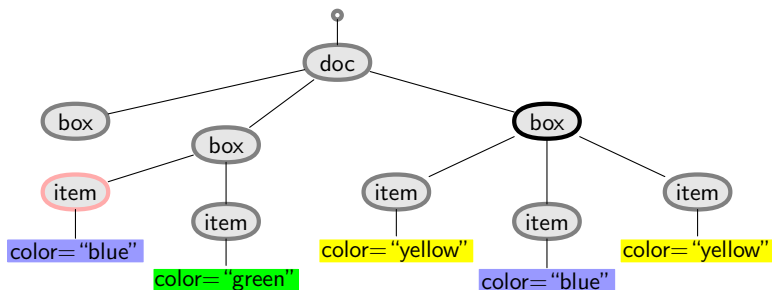 doc
box
box
box
item
item
item
item
item
color="blue"
color="green"
color="yellow"
color="blue"
color="yellow"